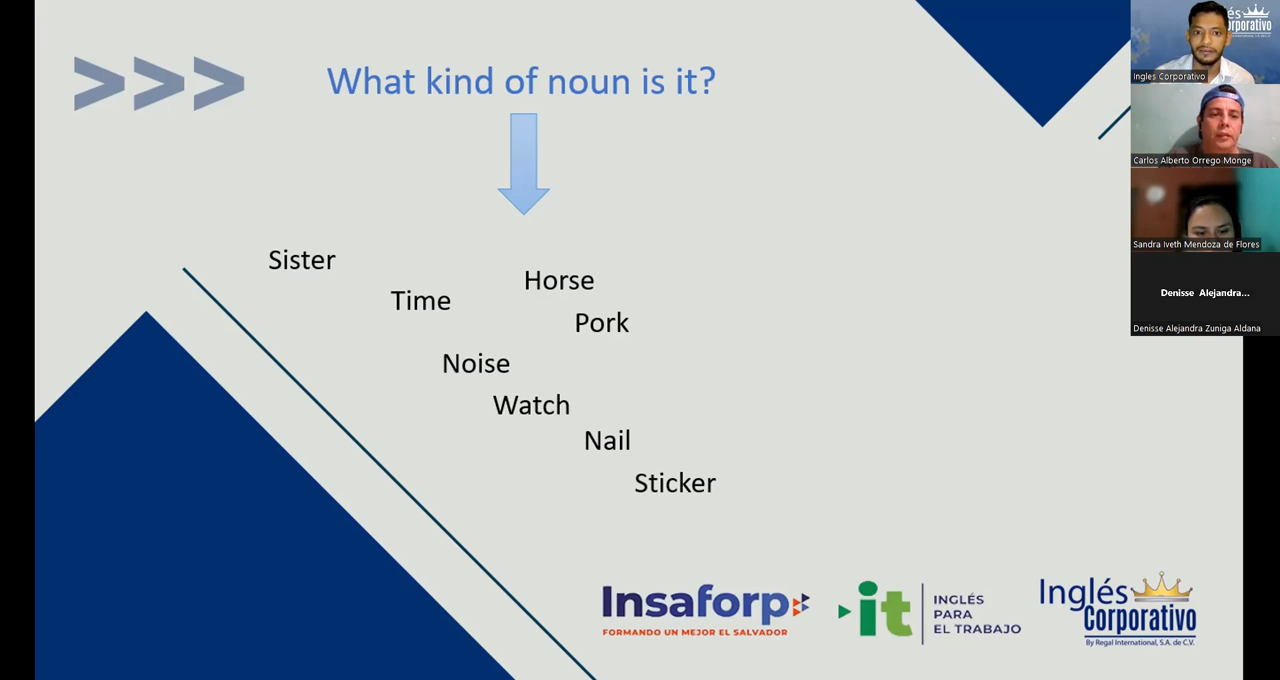 >>>
What kind of noun is it?
Sister
Horse
Time
Pork
Noise
Watch
Nail
Sticker
Insaforp
FORMANDO UN MEJOR EL SALVADOR
it
INGLÉS
PARA
EL TRABAJO
Inglés
Corporativo
By Regal International, S.A. de C.V.
és
orporativo
Ingles Corporativo
Carlos Alberto Orrego Monge
Sandra Iveth Mendoza de Flores
Denisse Alejandra...
Denisse Alejandra Zuniga Aldana